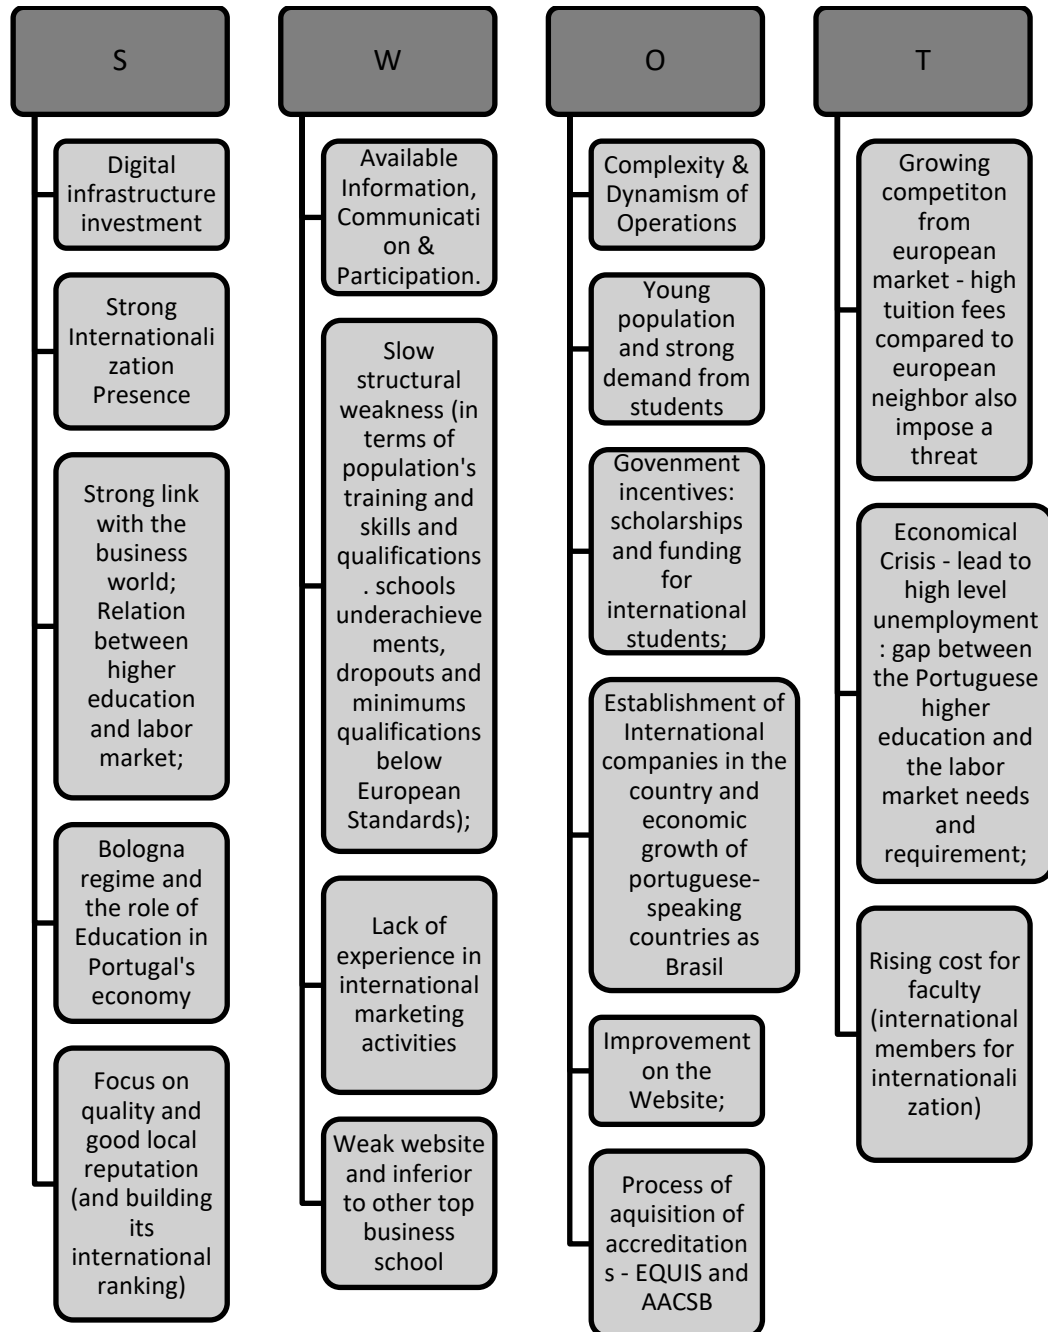 S
Digital
infrastructure
investment
Strong
Internationali
zation
Presence
Strong link
with the
business
world;
Relation
between
higher
education
and labor
market;
Bologna
regime and
the role of
Education in
Portugal's
economy
Focus on
quality and
good local
reputation
(and building
its
international
ranking)
W
Available
Information,
Communicati
on &
Participation.
Slow
structural
weakness (in
terms of
population's
training and
skills and
qualifications
. schools
underachieve
ments,
dropouts and
minimums
qualifications
below
European
Standards);
Lack of
experience in
international
marketing
activities
Weak website
and inferior
to other top
business
school
O
Complexity &
Dynamism of
Operations
Young
population
and strong
demand from
students
Govenment
incentives:
scholarships
and funding
for
international
students;
Establishment of
International
companies in the
country and
economic
growth of
portuguese-
speaking
countries as
Brasil
Improvement
on the
Website;
Process of
aquisition of
accreditation
s - EQUIS and
AACSB
T
Growing
competiton
from
european
market - high
tuition fees
compared to
european
neighbor also
impose a
threat
Economical
Crisis - lead to
high level
unemployment
: gap between
the Portuguese
higher
education and
the labor
market needs
and
requirement;
Rising cost for
faculty
(international
members for
internationali
zation)